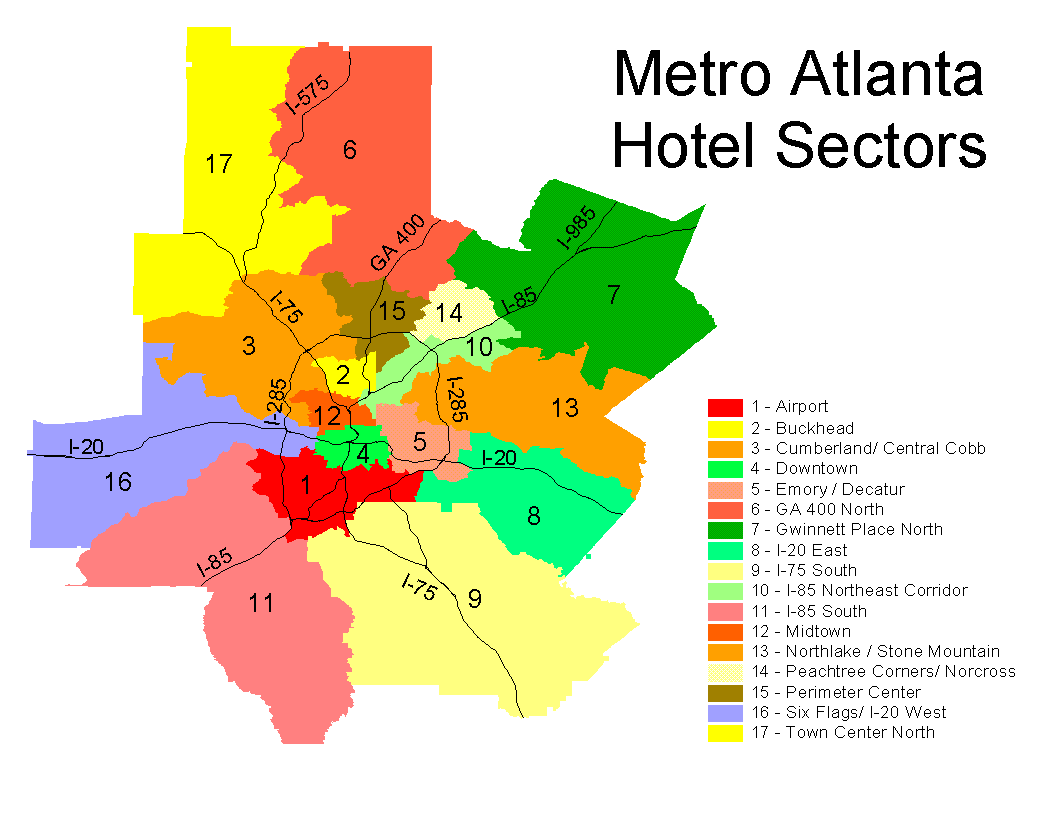 Metro Atlanta
Hotel Sectors
I-575
17
6
GA 400
I-985
I-75
15
14
I-85
7
3
10
2
I-285
I-285
12
13
I-20
5
4
I-20
16
1
8
I-85
I-75
9
11
1 - Airport
2 - Buckhead
3 - Cumberland/ Central Cobb
4 - Downtown
5 - Emory / Decatur
6 - GA 400 North
7 - Gwinnett Place North
8 - I-20 East
9 - I-75 South
10 - I-85 Northeast Corridor
11 - I-85 South
12 - Midtown
13 - Northlake / Stone Mountain
14 - Peachtree Corners/ Norcross
15 - Perimeter Center
16 - Six Flags/ I-20 West
17 - Town Center North